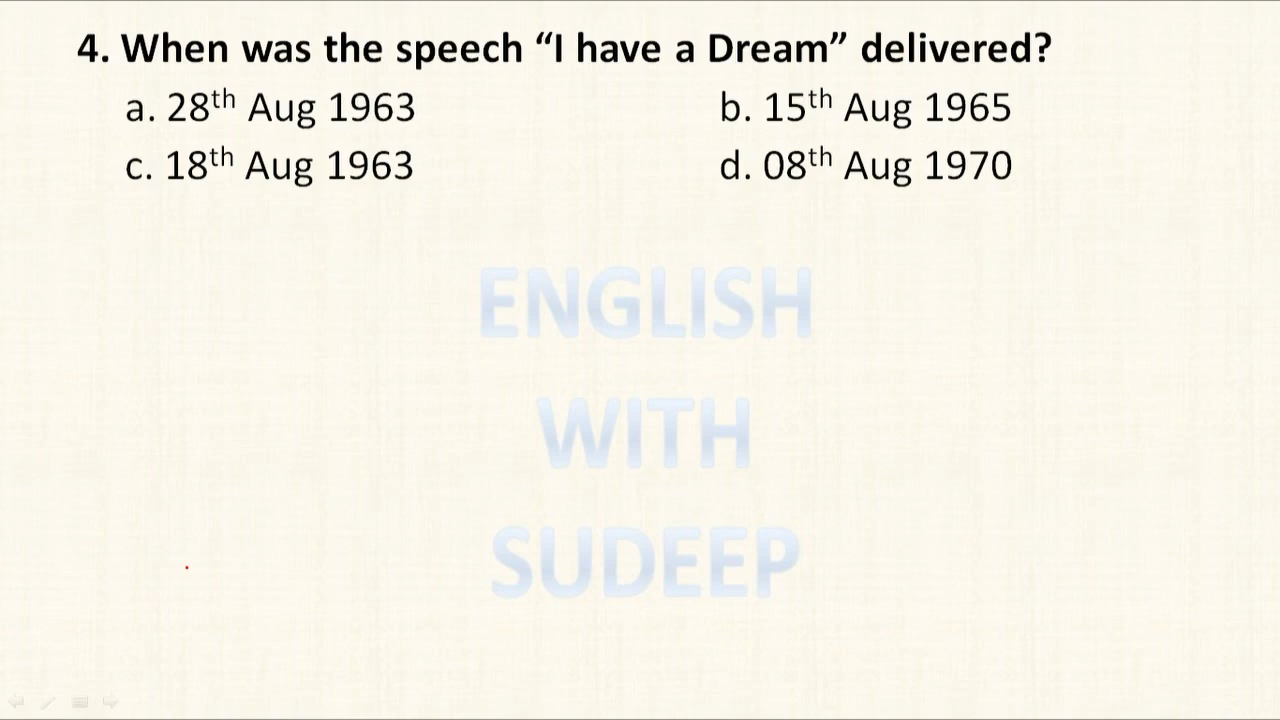 4. When was the speech “I have a Dream” delivered?
a. 28th Aug 1963 b. 15th Aug 1965
c. 18th Aug 1963 d. 08th Aug 1970
ENGLISH
WITH
SUDEEP